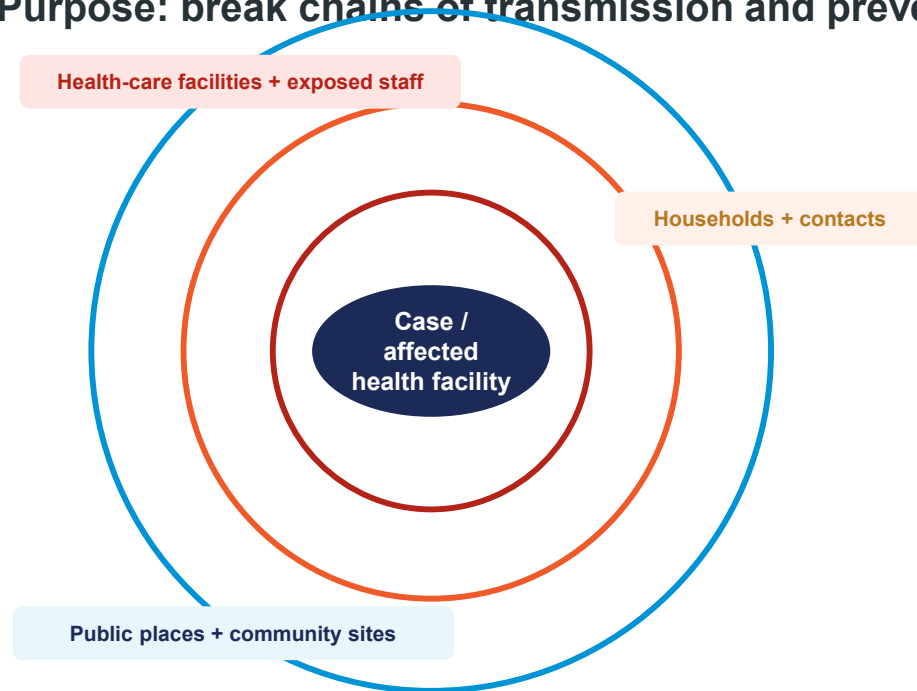 Purpose: break chains of transmission and preve
Health-care facilities + exposed staff
Households + contacts
Case /
affected
health facility
Public places + community sites